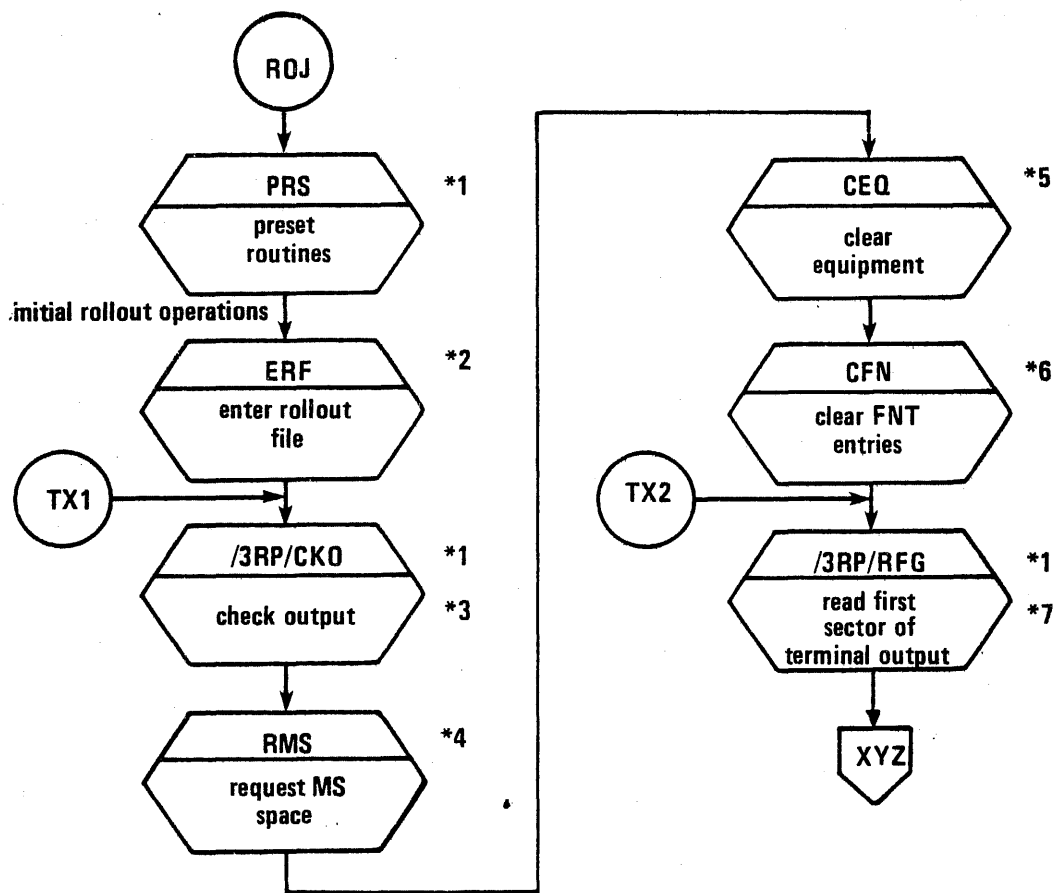 ROJ
PRS *1
preset
routines
initial rollout operations
ERF *2
enter rollout
file
TX1
/3RP/CKO *1
check output *3
RMS *4
request MS
space
CEQ *5
clear
equipment
CFN *6
clear FNT
entries
TX2
/3RP/RFG *1
read first *7
sector of
terminal output
XYZ